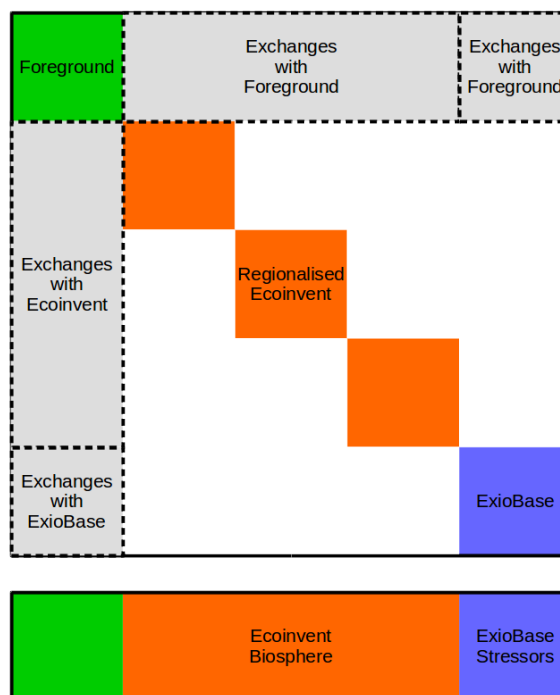 Foreground
Exchanges
with
Foreground
Exchanges
with
Foreground
Exchanges
with
Ecoinvent
Regionalised
Ecoinvent
Exchanges
with
ExioBase
ExioBase
Ecoinvent
Biosphere
ExioBase
Stressors